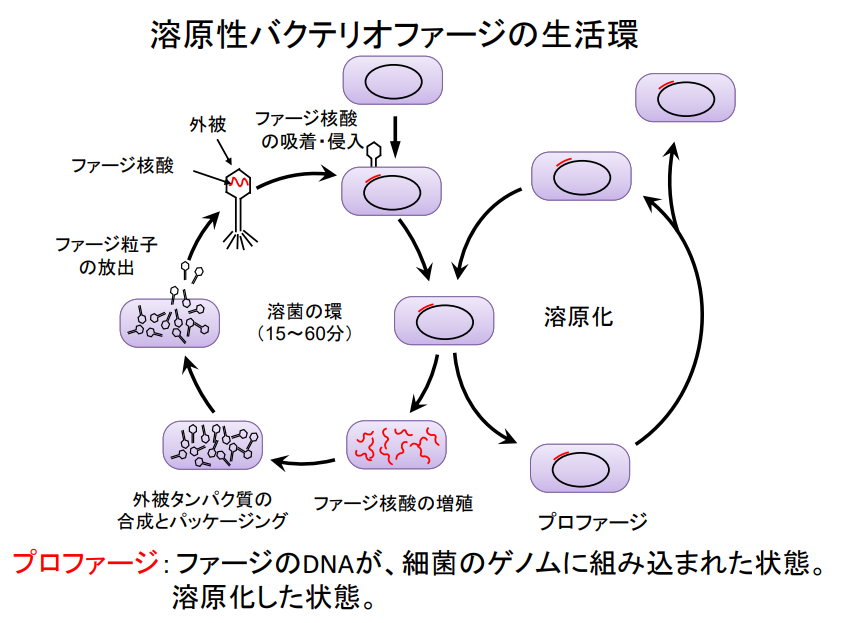 溶原性バクテリオファージの生活環
外被
ファージ核酸
の吸着・侵入
ファージ核酸
ファージ粒子
の放出
溶菌の環
（15～60分）
溶原化
外被タンパク質の
合成とパッケージング
ファージ核酸の増殖
プロファージ
プロファージ：ファージのDNAが、細菌のゲノムに組み込まれた状態。
溶原化した状態。